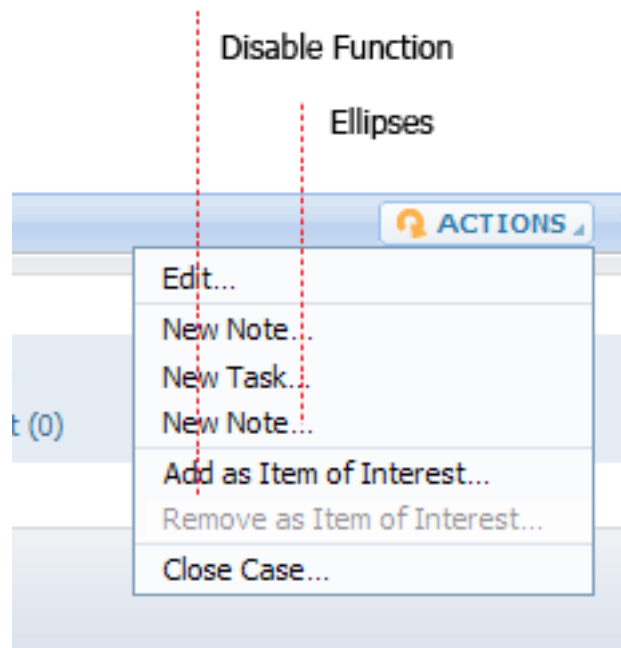 Disable Function
Ellipses
ACTIONS
Edit...
New Note...
New Task...
t (0)
New Note...
Add as Item of Interest...
Remove as Item of Interest...
Close Case...